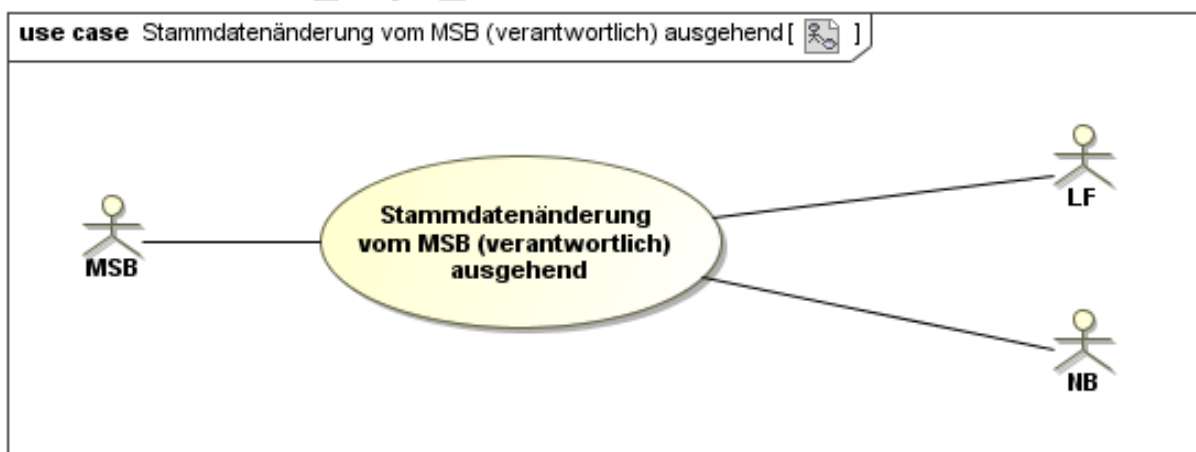 use case Stammdatenänderung vom MSB (verantwortlich) ausgehend [ ]
LF
Stammdatenänderung
vom MSB (verantwortlich)
ausgehend
MSB
NB